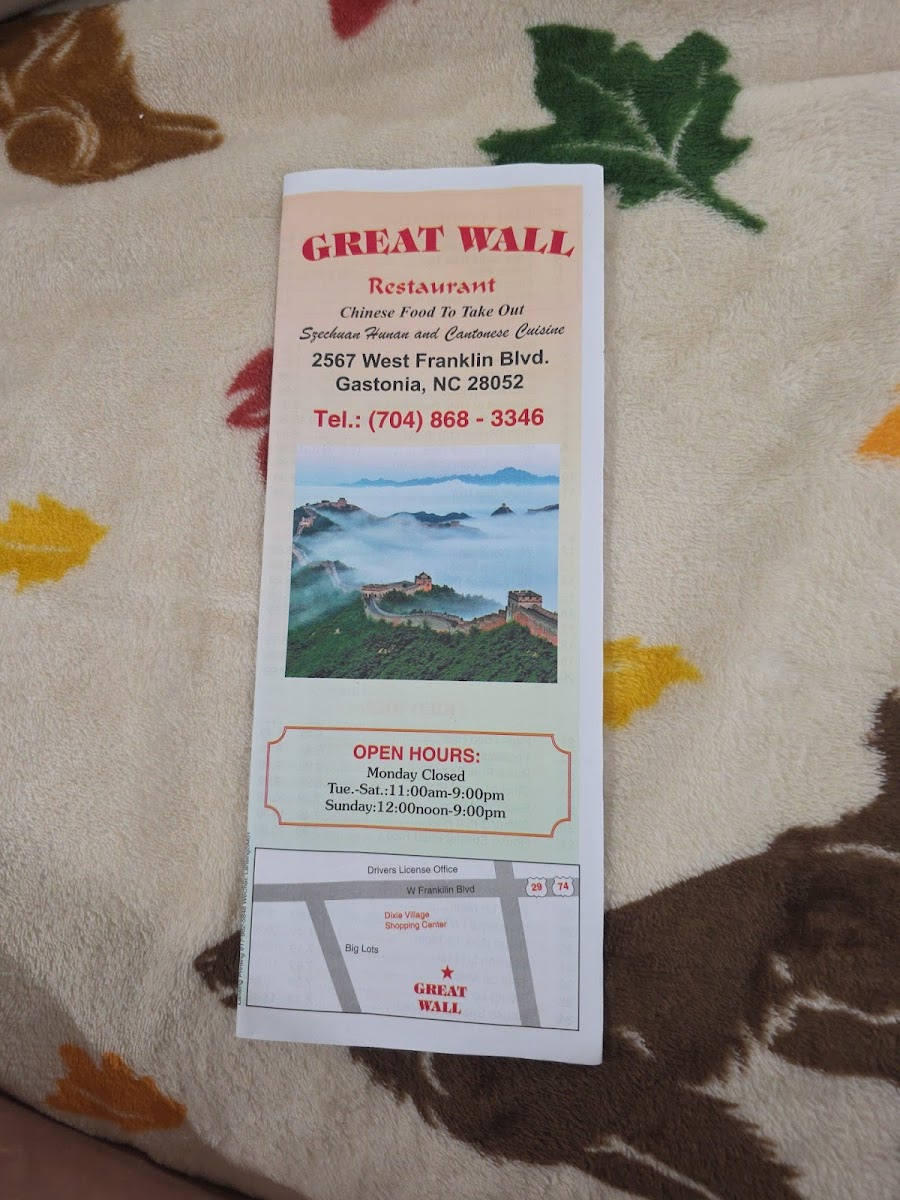 GREAT WALL
Restaurant
Chinese Food To Take Out
Szechuan Hunan and Cantonese Cuisine
2567 West Franklin Blvd.
Gastonia, NC 28052
Tel.: (704) 868 - 3346
OPEN HOURS:
Monday Closed
Tue.-Sat.:11:00am-9:00pm
Sunday:12:00noon-9:00pm
Drivers License Office
W Franklin Blvd
29 74
Dixie Village
Shopping Center
Big Lots
GREAT
WALL